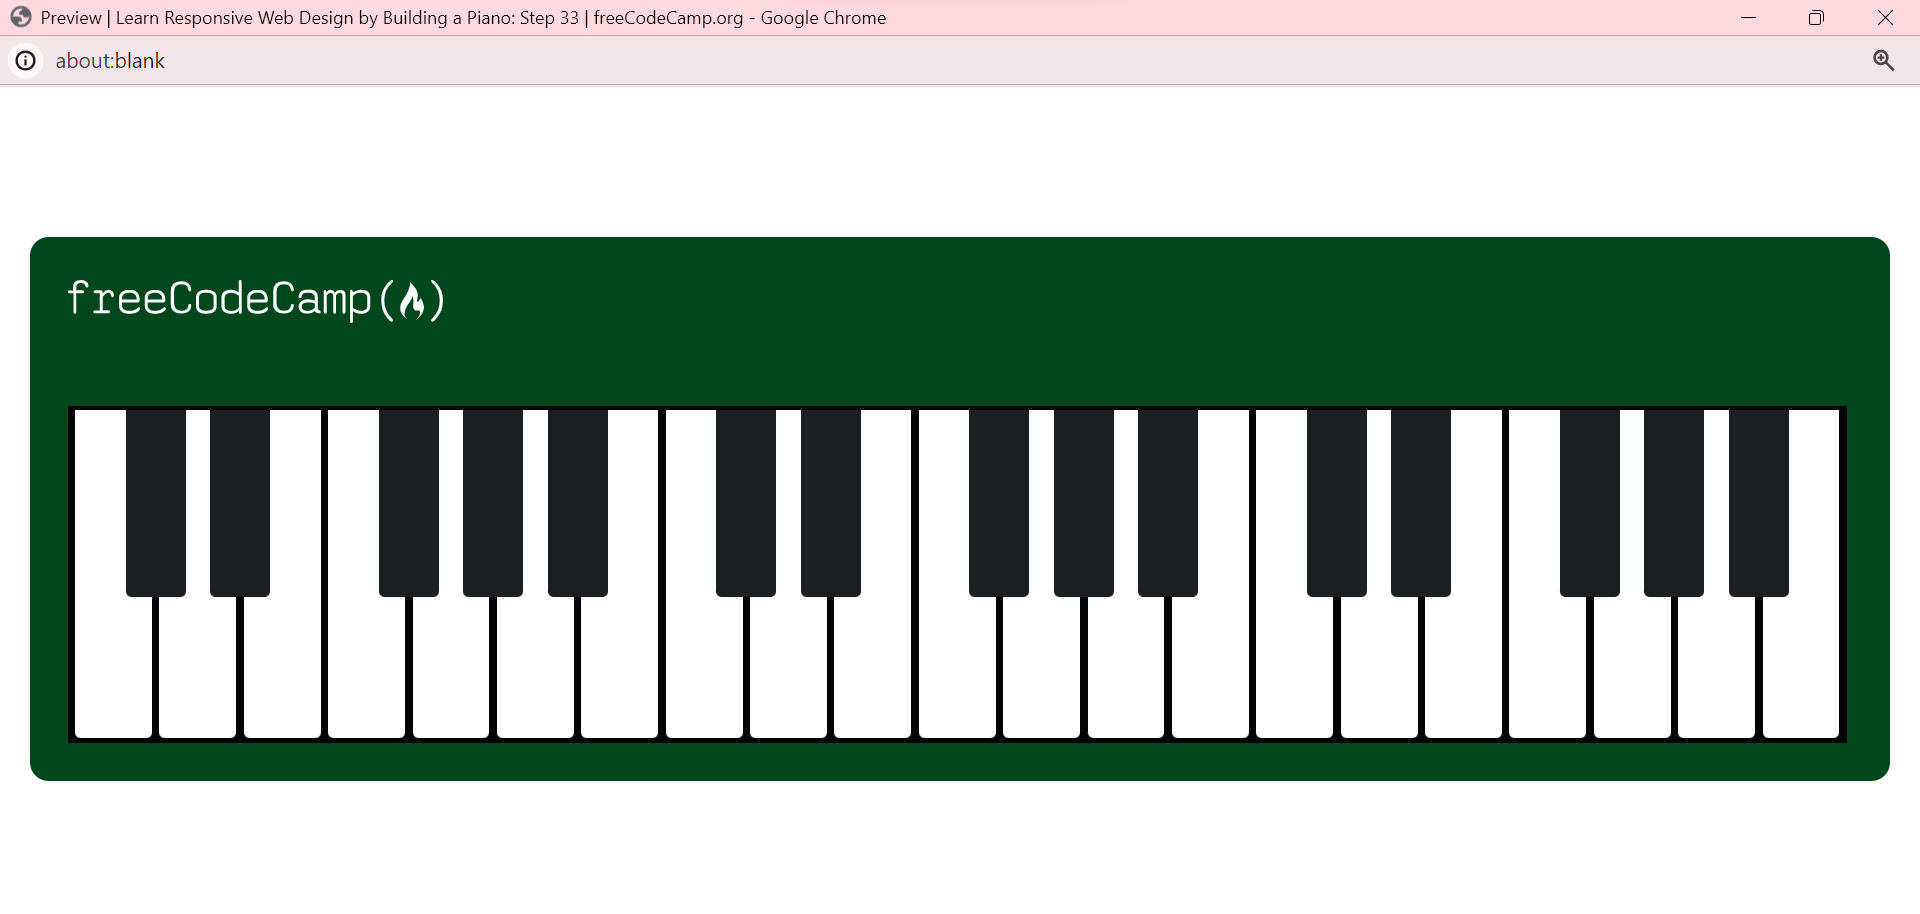 Preview | Learn Responsive Web Design by Building a Piano: Step 33 | freeCodeCamp.org - Google Chrome
about:blank
freeCodeCamp()